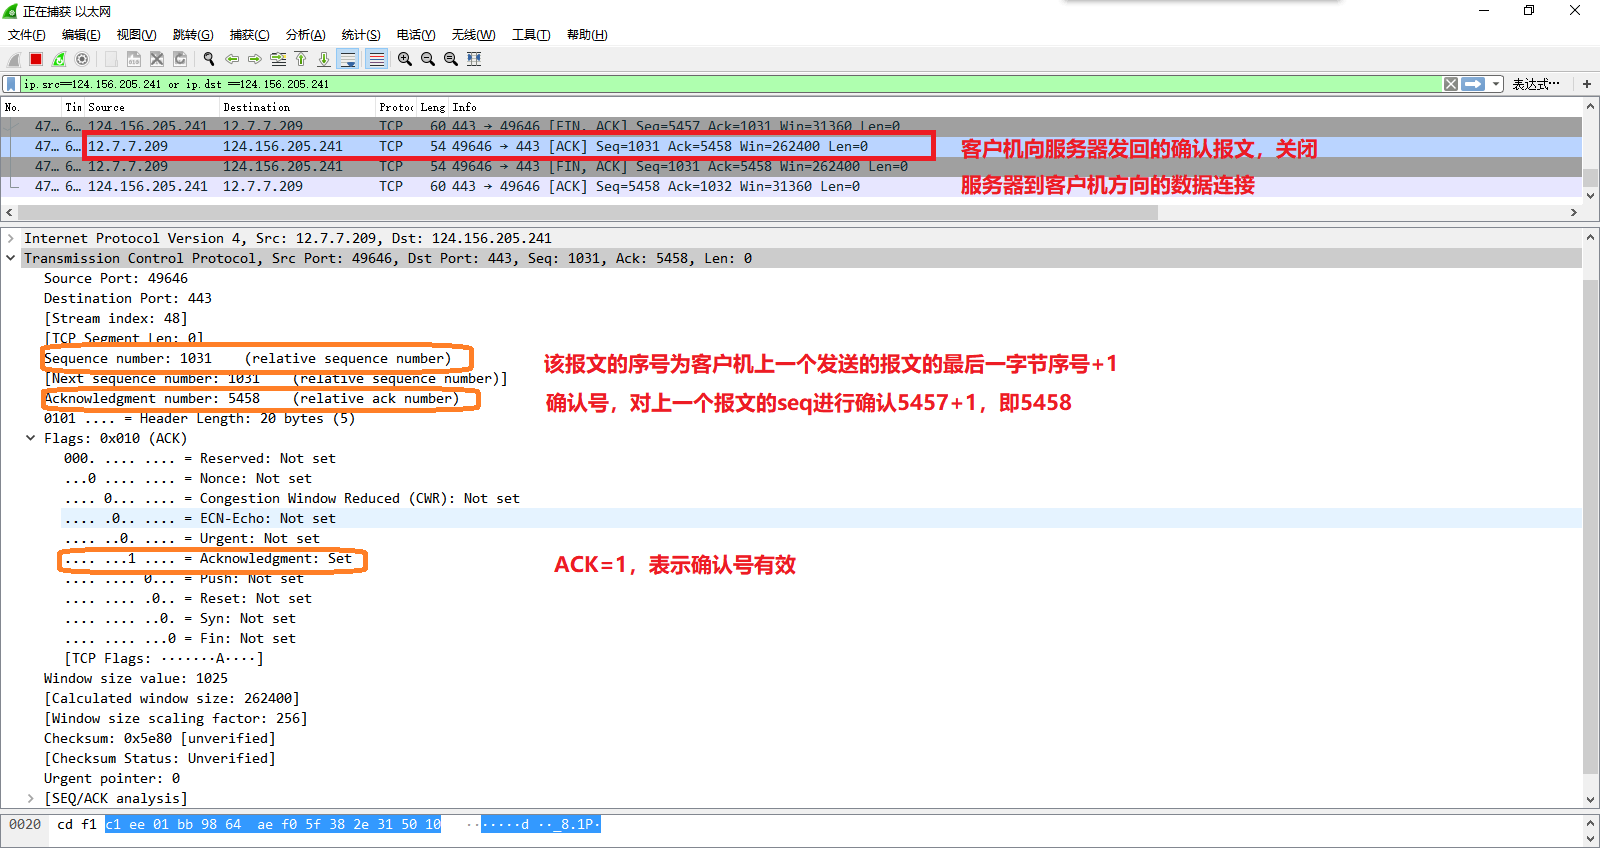 正在捕获 以太网
文件(F) 编辑(E) 视图(V) 跳转(G) 捕获(C) 分析(A) 统计(S) 电话(Y) 无线(W) 工具(T) 帮助(H)
ip.src==124.156.205.241 or ip.dst ==124.156.205.241 表达式… +
No. Tin Source Destination Protoc Leng Info
47… 6… 124.156.205.241 12.7.7.209 TCP 60 443 → 49646 [FIN, ACK] Seq=5457 Ack=1031 Win=31360 Len=0
47… 6… 12.7.7.209 124.156.205.241 TCP 54 49646 → 443 [ACK] Seq=1031 Ack=5458 Win=262400 Len=0
客户机向服务器发回的确认报文，关闭
47… 6… 12.7.7.209 124.156.205.241 TCP 54 49646 → 443 [FIN, ACK] Seq=1031 Ack=5458 Win=262400 Len=0
47… 6… 124.156.205.241 12.7.7.209 TCP 60 443 → 49646 [ACK] Seq=5458 Ack=1032 Win=31360 Len=0
服务器到客户机方向的数据连接
Internet Protocol Version 4, Src: 12.7.7.209, Dst: 124.156.205.241
Transmission Control Protocol, Src Port: 49646, Dst Port: 443, Seq: 1031, Ack: 5458, Len: 0
Source Port: 49646
Destination Port: 443
[Stream index: 48]
[TCP Segment Len: 0]
Sequence number: 1031 (relative sequence number)
该报文的序号为客户机上一个发送的报文的最后一字节序号+1
[Next sequence number: 1031 (relative sequence number)]
Acknowledgment number: 5458 (relative ack number)
确认号，对上一个报文的seq进行确认5457+1，即5458
0101 .... = Header Length: 20 bytes (5)
Flags: 0x010 (ACK)
000. .... .... = Reserved: Not set
...0 .... .... = Nonce: Not set
.... 0... .... = Congestion Window Reduced (CWR): Not set
.... .0.. .... = ECN-Echo: Not set
.... ..0. .... = Urgent: Not set
.... ...1 .... = Acknowledgment: Set
ACK=1，表示确认号有效
.... .... 0... = Push: Not set
.... .... .0.. = Reset: Not set
.... .... ..0. = Syn: Not set
.... .... ...0 = Fin: Not set
[TCP Flags: ·······A····]
Window size value: 1025
[Calculated window size: 262400]
[Window size scaling factor: 256]
Checksum: 0x5e80 [unverified]
[Checksum Status: Unverified]
Urgent pointer: 0
[SEQ/ACK analysis]
0020 cd f1 c1 ee 01 bb 98 64 ae f0 5f 38 2e 31 50 10 ·······d ··_8.1P·